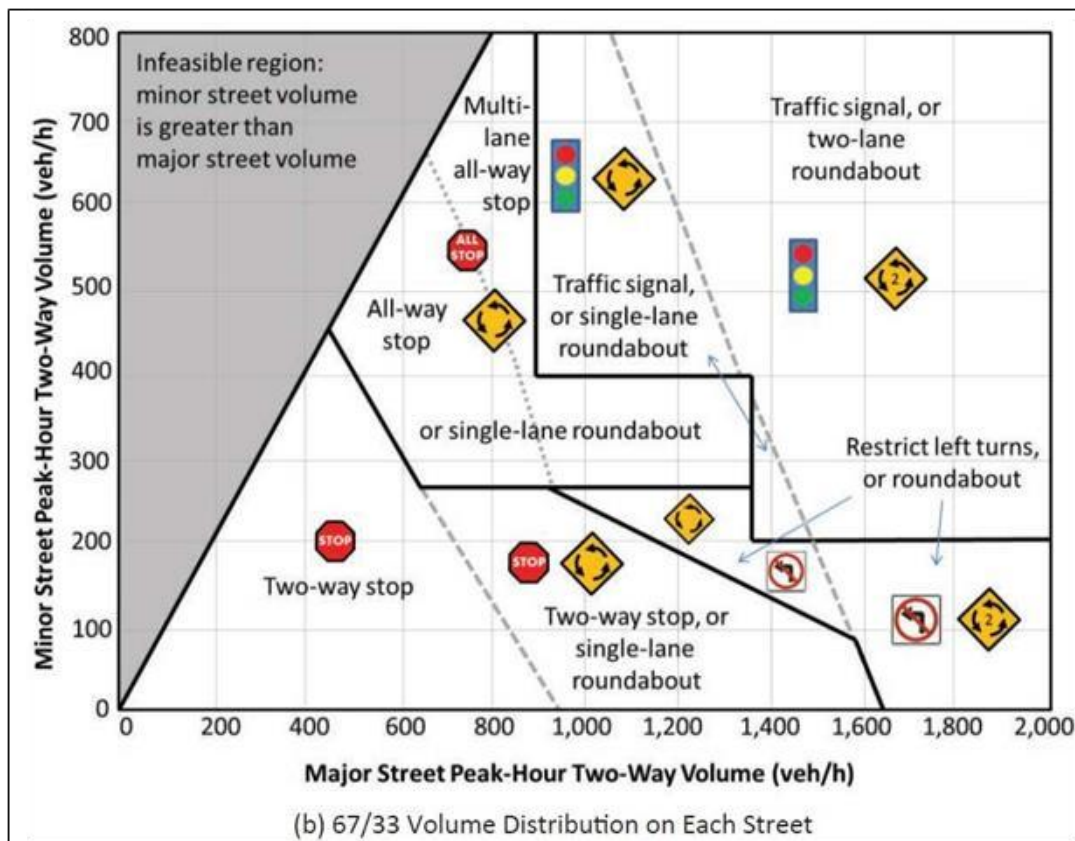 800
700
600
500
400
300
200
100
0
Minor Street Peak-Hour Two-Way Volume (veh/h)
Infeasible region:
minor street volume
is greater than
major street volume
Multi-
lane
all-way
stop
Traffic signal, or
two-lane
roundabout
ALL
STOP
2
All-way
stop
Traffic signal,
or single-lane
roundabout
or single-lane roundabout
Restrict left turns,
or roundabout
STOP
Two-way stop
STOP
Two-way stop, or
single-lane
roundabout
2
0
200
400
600
800
1,000
1,200
1,400
1,600
1,800
2,000
Major Street Peak-Hour Two-Way Volume (veh/h)
(b) 67/33 Volume Distribution on Each Street